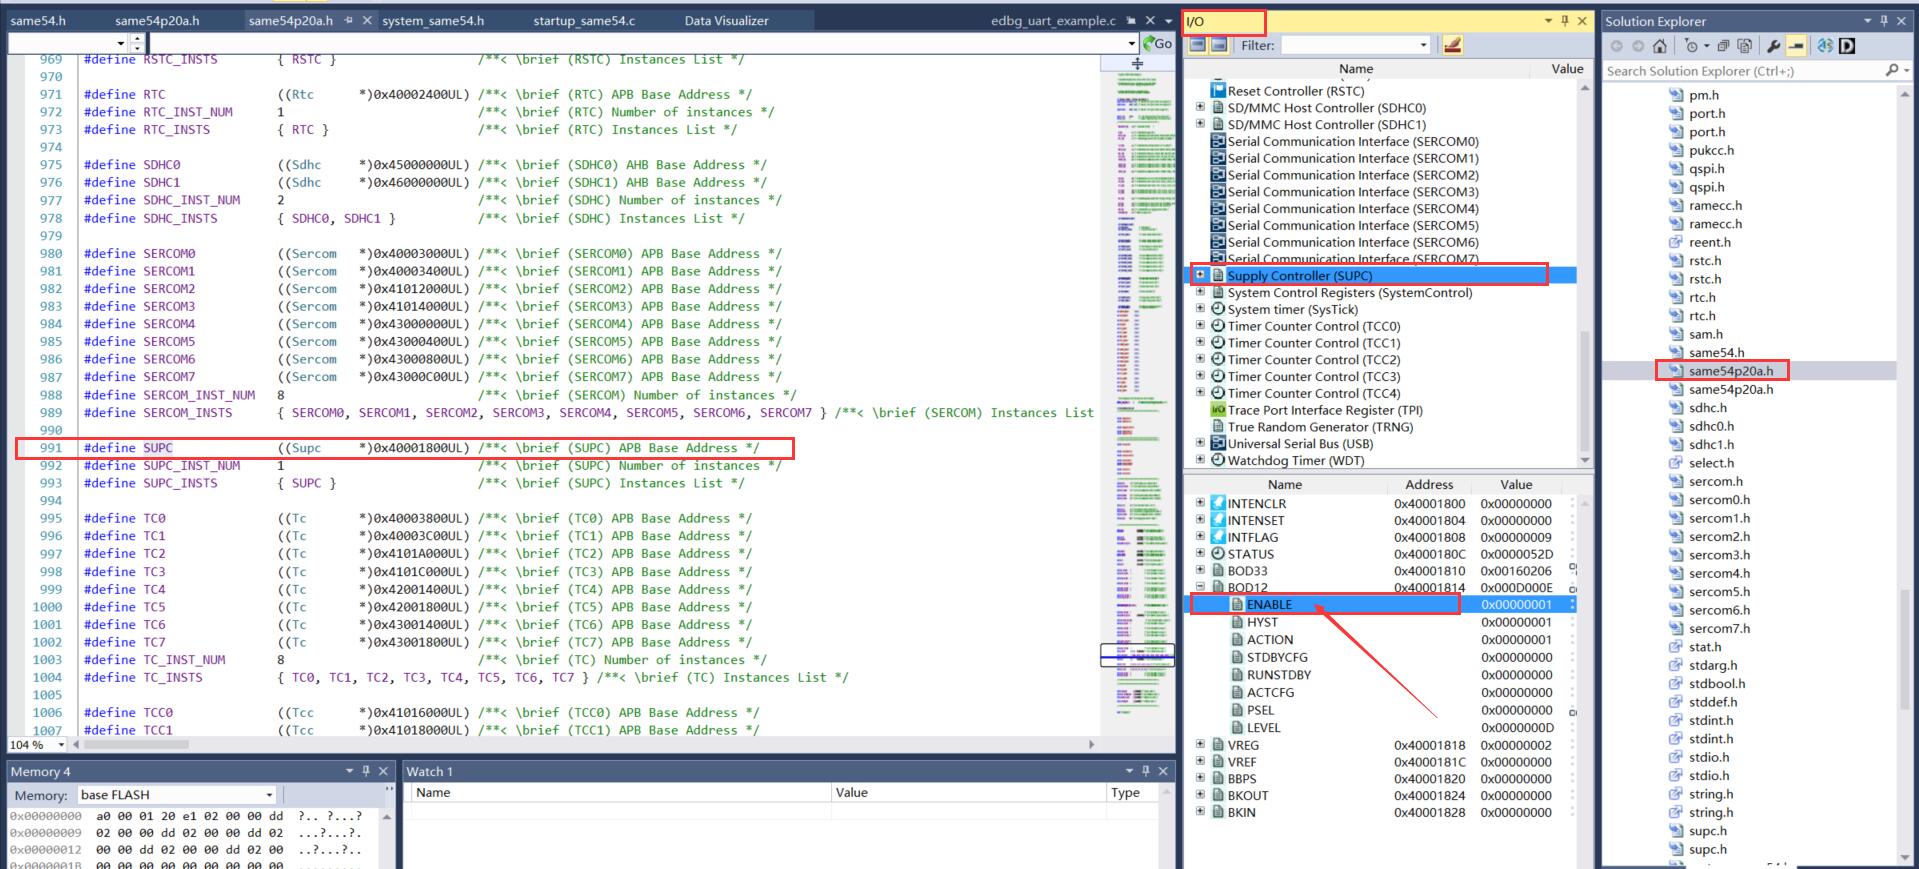 same54.h same54p20a.h same54p20a.h system_same54.h startup_same54.c Data Visualizer edbg_uart_example.c
Go
969 #define RSTC_INSTS { RSTC } /**< \brief (RSTC) Instances List */
970
971 #define RTC ((Rtc *)0x40002400UL) /**< \brief (RTC) APB Base Address */
972 #define RTC_INST_NUM 1 /**< \brief (RTC) Number of instances */
973 #define RTC_INSTS { RTC } /**< \brief (RTC) Instances List */
974
975 #define SDHC0 ((Sdhc *)0x45000000UL) /**< \brief (SDHC0) AHB Base Address */
976 #define SDHC1 ((Sdhc *)0x46000000UL) /**< \brief (SDHC1) AHB Base Address */
977 #define SDHC_INST_NUM 2 /**< \brief (SDHC) Number of instances */
978 #define SDHC_INSTS { SDHC0, SDHC1 } /**< \brief (SDHC) Instances List */
979
980 #define SERCOM0 ((Sercom *)0x40003000UL) /**< \brief (SERCOM0) APB Base Address */
981 #define SERCOM1 ((Sercom *)0x40003400UL) /**< \brief (SERCOM1) APB Base Address */
982 #define SERCOM2 ((Sercom *)0x41012000UL) /**< \brief (SERCOM2) APB Base Address */
983 #define SERCOM3 ((Sercom *)0x41014000UL) /**< \brief (SERCOM3) APB Base Address */
984 #define SERCOM4 ((Sercom *)0x43000000UL) /**< \brief (SERCOM4) APB Base Address */
985 #define SERCOM5 ((Sercom *)0x43000400UL) /**< \brief (SERCOM5) APB Base Address */
986 #define SERCOM6 ((Sercom *)0x43000800UL) /**< \brief (SERCOM6) APB Base Address */
987 #define SERCOM7 ((Sercom *)0x43000C00UL) /**< \brief (SERCOM7) APB Base Address */
988 #define SERCOM_INST_NUM 8 /**< \brief (SERCOM) Number of instances */
989 #define SERCOM_INSTS { SERCOM0, SERCOM1, SERCOM2, SERCOM3, SERCOM4, SERCOM5, SERCOM6, SERCOM7 } /**< \brief (SERCOM) Instances List
990
991 #define SUPC ((Supc *)0x40001800UL) /**< \brief (SUPC) APB Base Address */
992 #define SUPC_INST_NUM 1 /**< \brief (SUPC) Number of instances */
993 #define SUPC_INSTS { SUPC } /**< \brief (SUPC) Instances List */
994
995 #define TC0 ((Tc *)0x40003800UL) /**< \brief (TC0) APB Base Address */
996 #define TC1 ((Tc *)0x40003C00UL) /**< \brief (TC1) APB Base Address */
997 #define TC2 ((Tc *)0x4101A000UL) /**< \brief (TC2) APB Base Address */
998 #define TC3 ((Tc *)0x4101C000UL) /**< \brief (TC3) APB Base Address */
999 #define TC4 ((Tc *)0x42001400UL) /**< \brief (TC4) APB Base Address */
1000 #define TC5 ((Tc *)0x42001800UL) /**< \brief (TC5) APB Base Address */
1001 #define TC6 ((Tc *)0x43001400UL) /**< \brief (TC6) APB Base Address */
1002 #define TC7 ((Tc *)0x43001800UL) /**< \brief (TC7) APB Base Address */
1003 #define TC_INST_NUM 8 /**< \brief (TC) Number of instances */
1004 #define TC_INSTS { TC0, TC1, TC2, TC3, TC4, TC5, TC6, TC7 } /**< \brief (TC) Instances List */
1005
1006 #define TCC0 ((Tcc *)0x41016000UL) /**< \brief (TCC0) APB Base Address */
1007 #define TCC1 ((Tcc *)0x41018000UL) /**< \brief (TCC1) APB Base Address */
104 %
Memory 4
Memory: base FLASH
0x00000000 a0 00 01 20 e1 02 00 00 dd ?.. ?...?
0x00000009 02 00 00 dd 02 00 00 dd 02 ...?...?.
0x00000012 00 00 dd 02 00 00 dd 02 00 ..?...?..
0x0000001B 00 00 00 00 00 00 00 00 00
Watch 1
Name Value Type
I/O
Filter:
Name Value
Reset Controller (RSTC)
SD/MMC Host Controller (SDHC0)
SD/MMC Host Controller (SDHC1)
Serial Communication Interface (SERCOM0)
Serial Communication Interface (SERCOM1)
Serial Communication Interface (SERCOM2)
Serial Communication Interface (SERCOM3)
Serial Communication Interface (SERCOM4)
Serial Communication Interface (SERCOM5)
Serial Communication Interface (SERCOM6)
Serial Communication Interface (SERCOM7)
Supply Controller (SUPC)
System Control Registers (SystemControl)
System timer (SysTick)
Timer Counter Control (TCC0)
Timer Counter Control (TCC1)
Timer Counter Control (TCC2)
Timer Counter Control (TCC3)
Timer Counter Control (TCC4)
I/O Trace Port Interface Register (TPI)
True Random Generator (TRNG)
Universal Serial Bus (USB)
Watchdog Timer (WDT)
Name Address Value
INTENCLR 0x40001800 0x00000000
INTENSET 0x40001804 0x00000000
INTFLAG 0x40001808 0x00000009
STATUS 0x4000180C 0x0000052D
BOD33 0x40001810 0x00160206
BOD12 0x40001814 0x000D000E
ENABLE 0x00000001
HYST 0x00000001
ACTION 0x00000001
STDBYCFG 0x00000000
RUNSTDBY 0x00000000
ACTCFG 0x00000000
PSEL 0x00000000
LEVEL 0x0000000D
VREG 0x40001818 0x00000002
VREF 0x4000181C 0x00000000
BBPS 0x40001820 0x00000000
BKOUT 0x40001824 0x00000000
BKIN 0x40001828 0x00000000
Solution Explorer
D
Search Solution Explorer (Ctrl+;)
pm.h
port.h
port.h
pukcc.h
qspi.h
qspi.h
ramecc.h
ramecc.h
reent.h
rstc.h
rstc.h
rtc.h
rtc.h
sam.h
same54.h
same54p20a.h
same54p20a.h
sdhc.h
sdhc0.h
sdhc1.h
select.h
sercom.h
sercom0.h
sercom1.h
sercom2.h
sercom3.h
sercom4.h
sercom5.h
sercom6.h
sercom7.h
stat.h
stdarg.h
stdbool.h
stddef.h
stdint.h
stdint.h
stdio.h
stdio.h
string.h
string.h
supc.h
supc.h